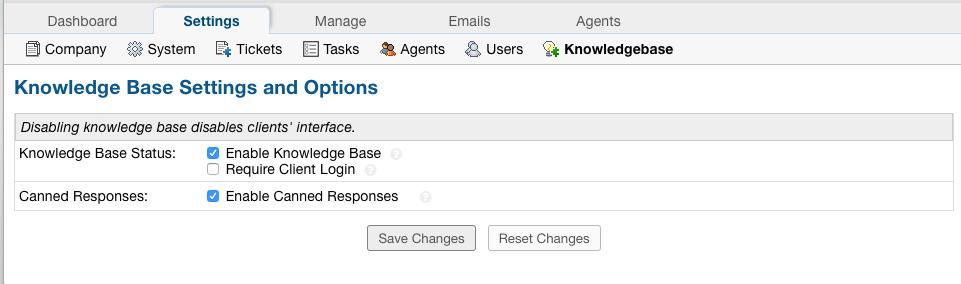 Dashboard Settings Manage Emails Agents
Company System Tickets Tasks Agents Users Knowledgebase
Knowledge Base Settings and Options
Disabling knowledge base disables clients' interface.
Knowledge Base Status: Enable Knowledge Base ?
Require Client Login ?
Canned Responses: Enable Canned Responses ?
Save Changes Reset Changes